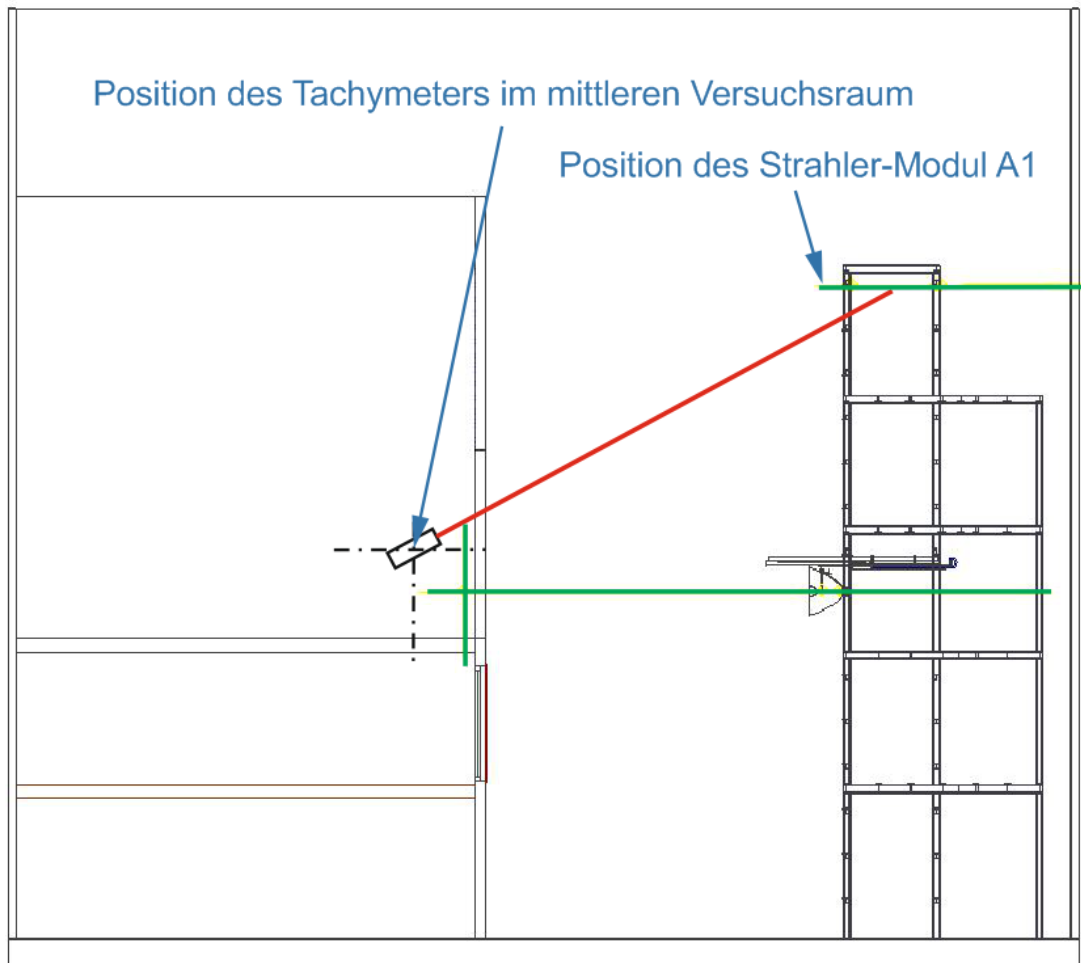 Position des Tachymeters im mittleren Versuchsraum
Position des Strahler-Modul A1